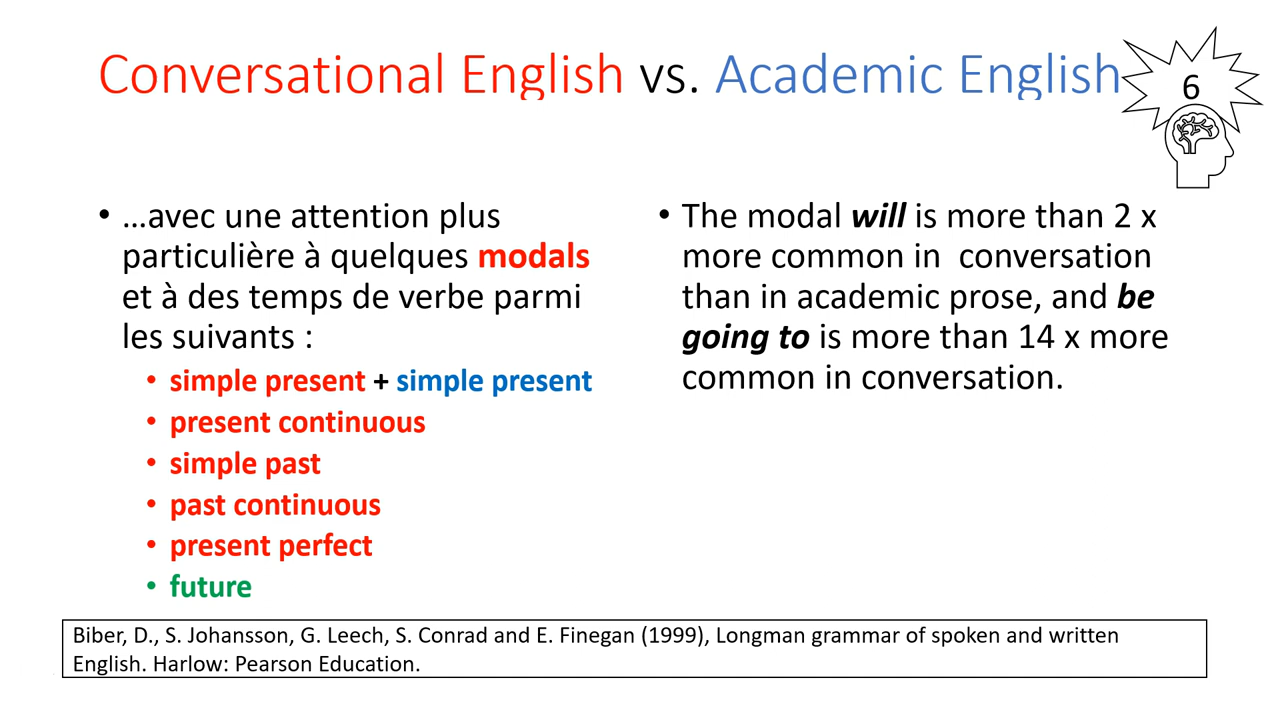 Conversational English vs. Academic English
6
• …avec une attention plus
particulière à quelques modals
et à des temps de verbe parmi
les suivants :
• simple present + simple present
• present continuous
• simple past
• past continuous
• present perfect
• future
• The modal will is more than 2 x
more common in  conversation
than in academic prose, and be
going to is more than 14 x more
common in conversation.
Biber, D., S. Johansson, G. Leech, S. Conrad and E. Finegan (1999), Longman grammar of spoken and written
English. Harlow: Pearson Education.